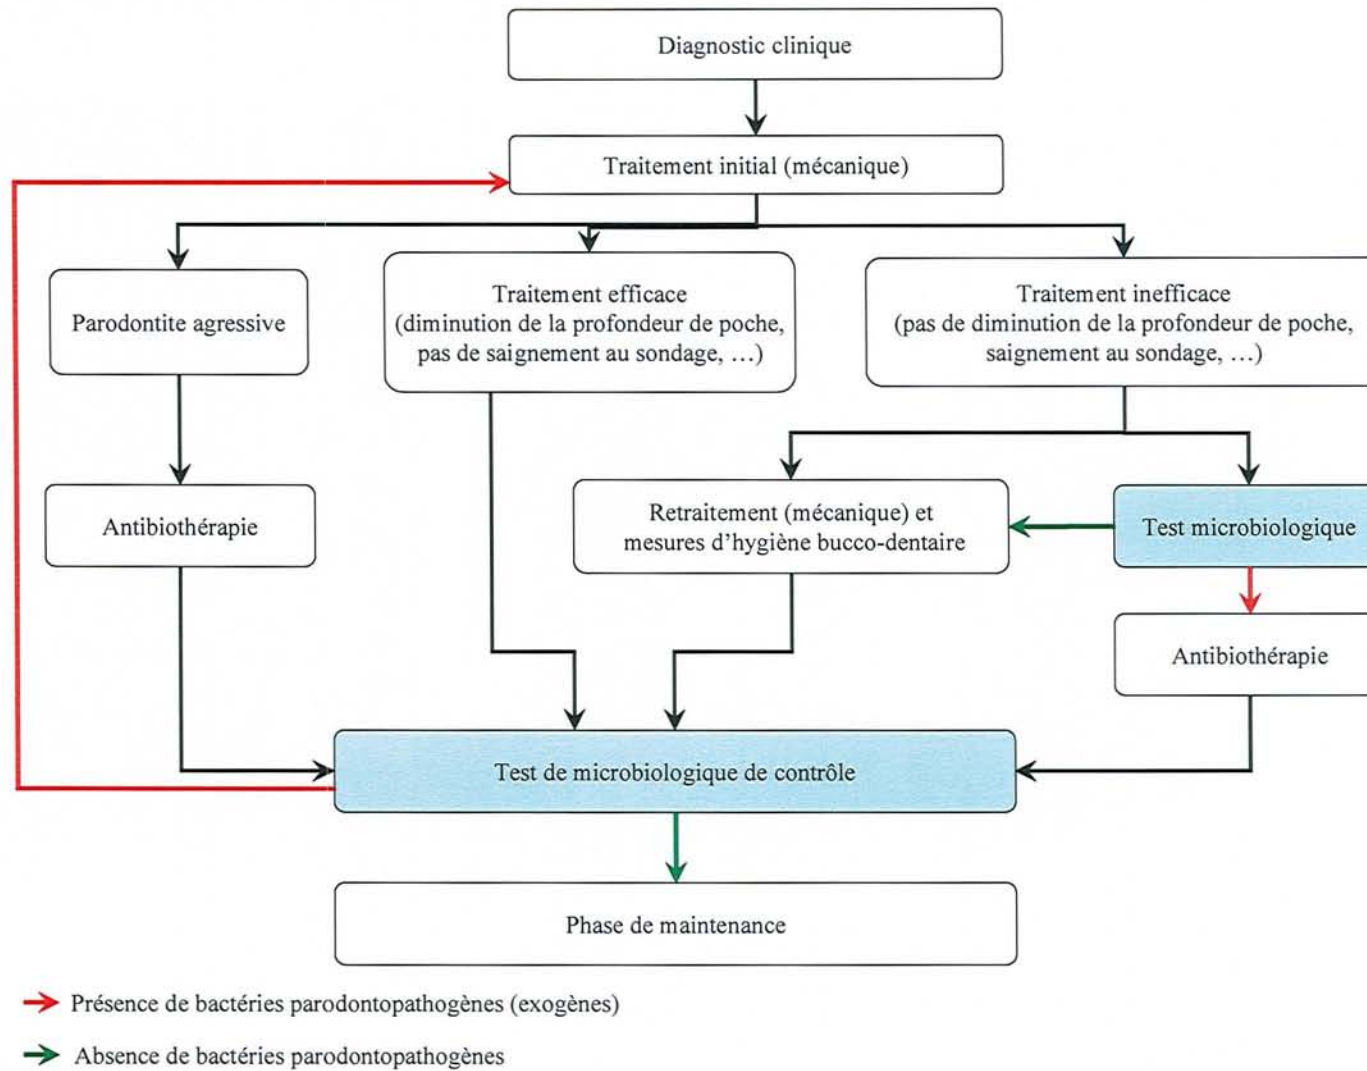 Diagnostic clinique
Traitement initial (mécanique)
Parodontite agressive
Traitement efficace
(diminution de la profondeur de poche,
pas de saignement au sondage, …)
Traitement inefficace
(pas de diminution de la profondeur de poche,
saignement au sondage, …)
Antibiothérapie
Retraitement (mécanique) et
mesures d'hygiène bucco-dentaire
Test microbiologique
Antibiothérapie
Test de microbiologique de contrôle
Phase de maintenance
Présence de bactéries parodontopathogènes (exogènes)
Absence de bactéries parodontopathogènes